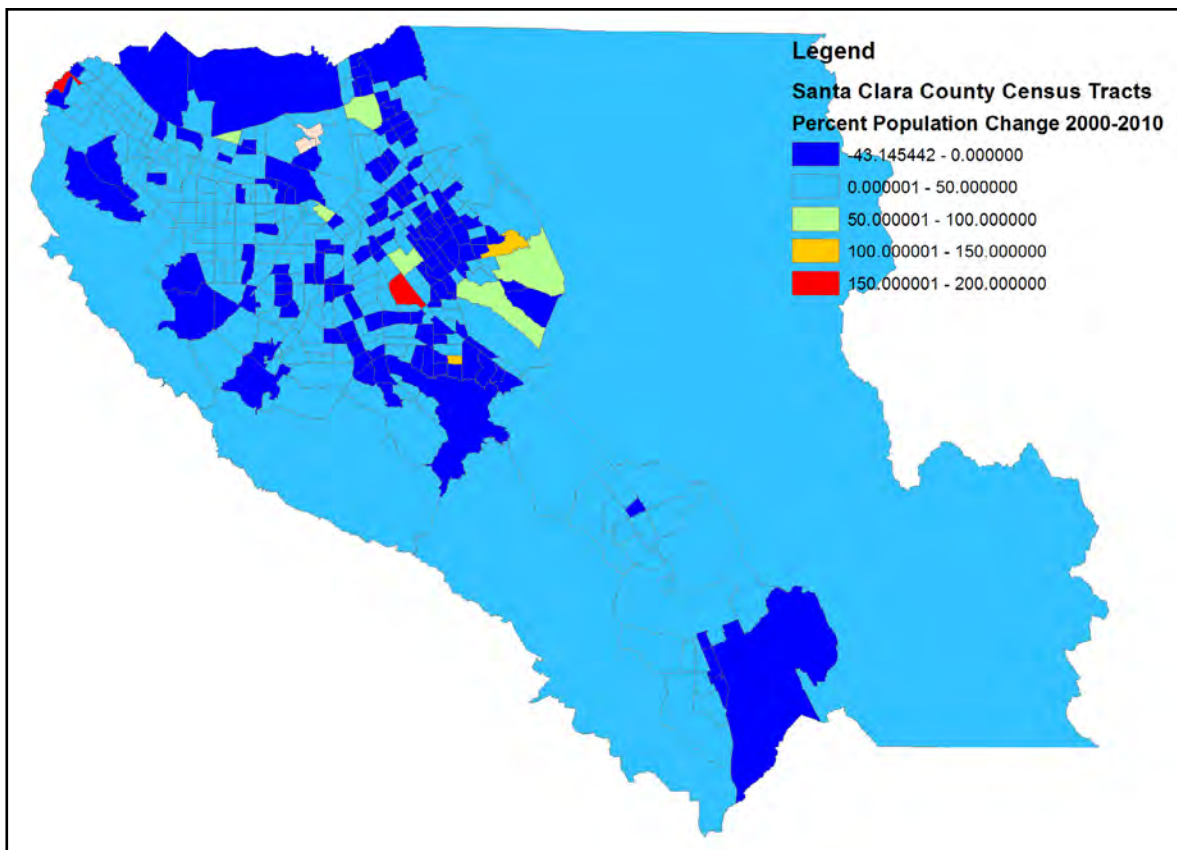 Legend
Santa Clara County Census Tracts
Percent Population Change 2000-2010
-43.145442 - 0.000000
0.000001 - 50.000000
50.000001 - 100.000000
100.000001 - 150.000000
150.000001 - 200.000000